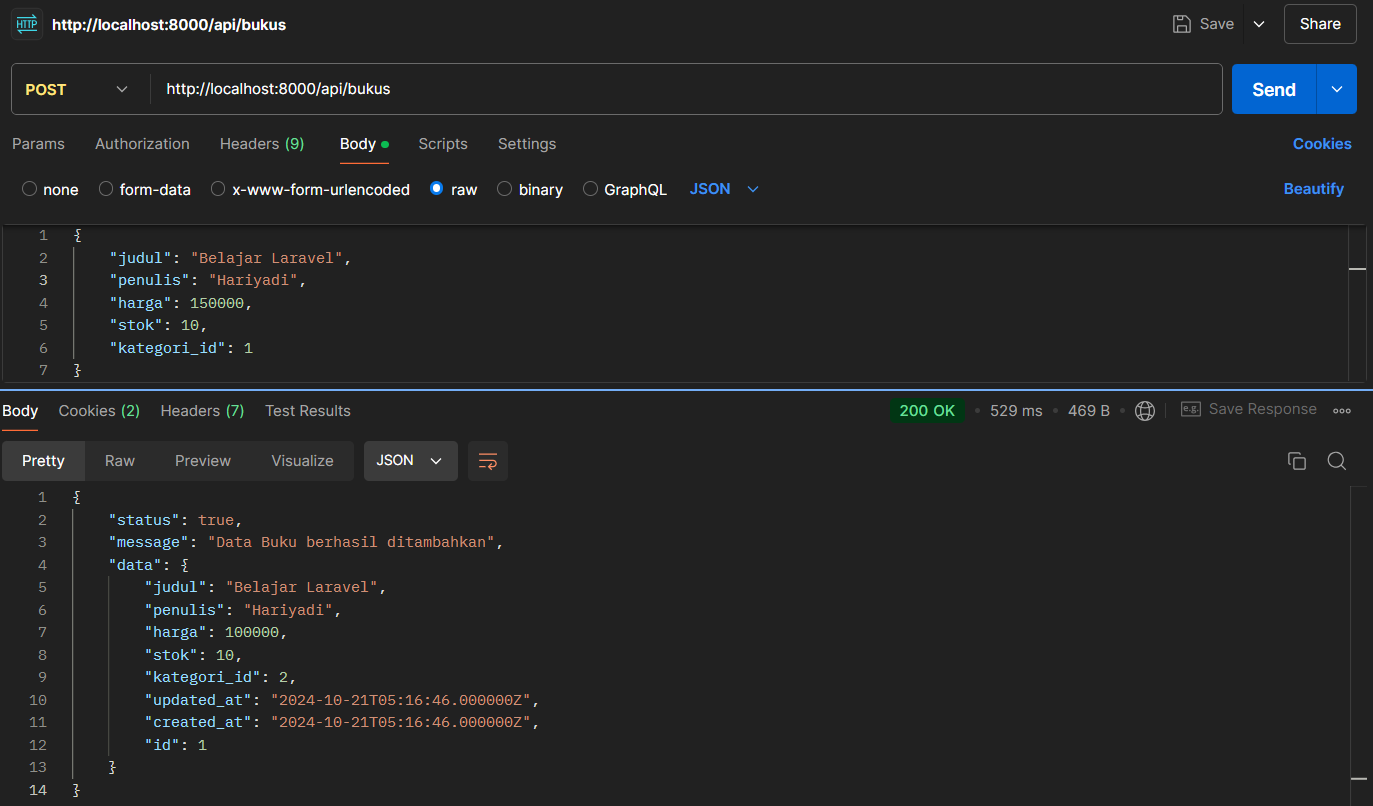 HTTP http://localhost:8000/api/bukus Save Share
POST http://localhost:8000/api/bukus Send
Params Authorization Headers (9) Body Scripts Settings Cookies
none form-data x-www-form-urlencoded raw binary GraphQL JSON Beautify
1 {
2 "judul": "Belajar Laravel",
3 "penulis": "Hariyadi",
4 "harga": 150000,
5 "stok": 10,
6 "kategori_id": 1
7 }
Body Cookies (2) Headers (7) Test Results 200 OK • 529 ms • 469 B • e.g. Save Response
Pretty Raw Preview Visualize JSON
1 {
2 "status": true,
3 "message": "Data Buku berhasil ditambahkan",
4 "data": {
5 "judul": "Belajar Laravel",
6 "penulis": "Hariyadi",
7 "harga": 100000,
8 "stok": 10,
9 "kategori_id": 2,
10 "updated_at": "2024-10-21T05:16:46.000000Z",
11 "created_at": "2024-10-21T05:16:46.000000Z",
12 "id": 1
13 }
14 }